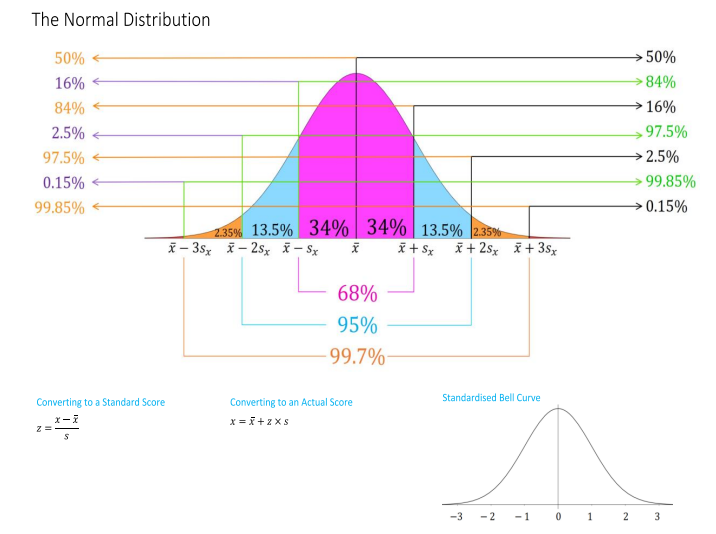 The Normal Distribution
50% 50%
16% 84%
84% 16%
2.5% 97.5%
97.5% 2.5%
0.15% 99.85%
99.85% 0.15%
2.35% 13.5% 34% 34% 13.5% 2.35%
x̄ − 3sₓ x̄ − 2sₓ x̄ − sₓ x̄ x̄ + sₓ x̄ + 2sₓ x̄ + 3sₓ
68%
95%
99.7%
Converting to a Standard Score
z = (x − x̄)/s
Converting to an Actual Score
x = x̄ + z × s
Standardised Bell Curve
−3 −2 −1 0 1 2 3